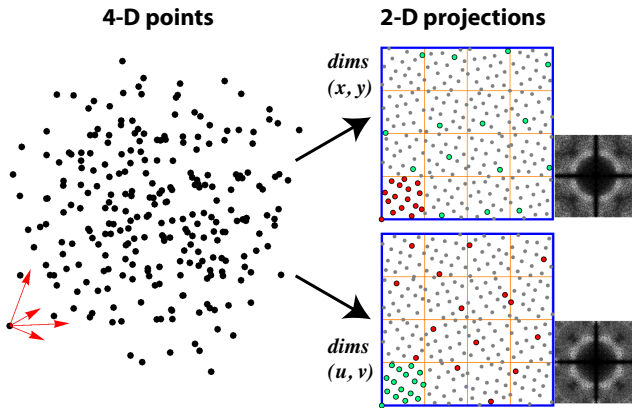 4-D points
2-D projections
dims
(x, y)
dims
(u, v)